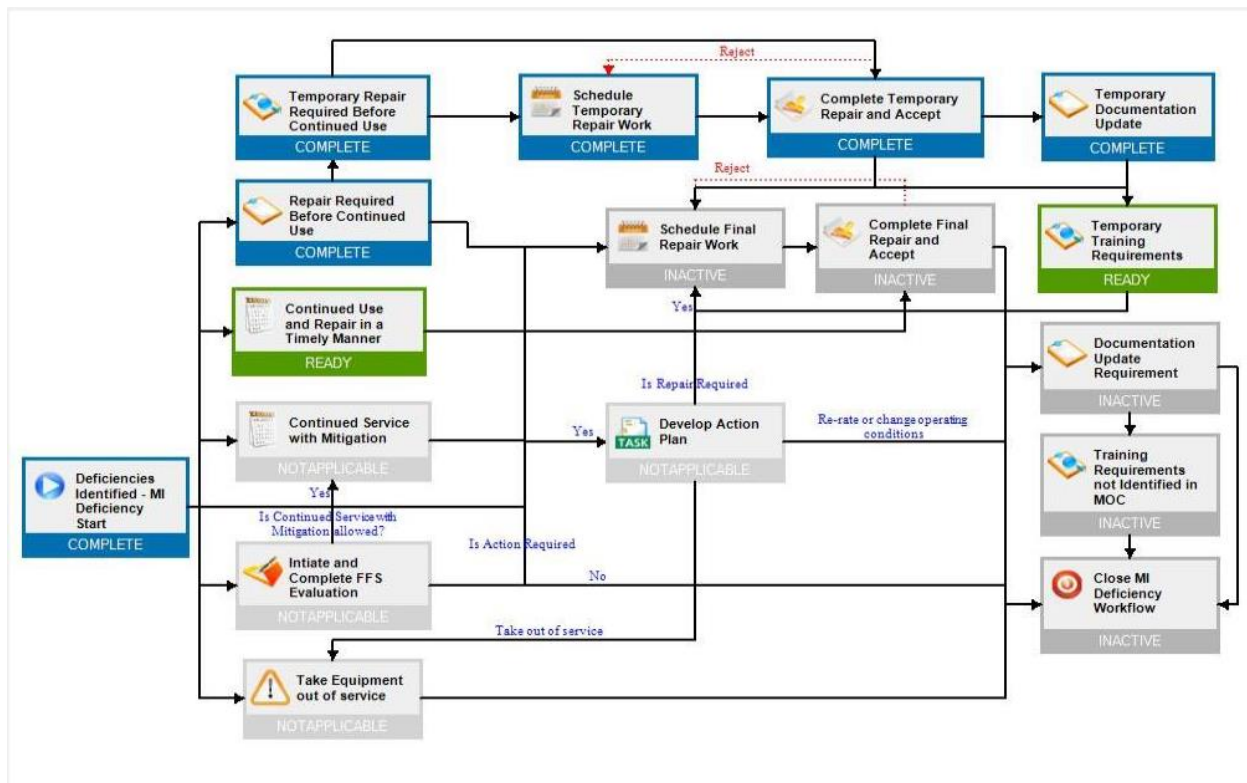 Reject
Temporary Repair
Required Before
Continued Use
COMPLETE
Schedule
Temporary
Repair Work
COMPLETE
Complete Temporary
Repair and Accept
COMPLETE
Temporary
Documentation
Update
COMPLETE
Reject
Repair Required
Before Continued
Use
COMPLETE
Schedule Final
Repair Work
INACTIVE
Complete Final
Repair and
Accept
INACTIVE
Temporary
Training
Requirements
READY
Continued Use
and Repair in a
Timely Manner
READY
Yes
Documentation
Update
Requirement
INACTIVE
Is Repair Required
Continued Service
with Mitigation
NOTAPPLICABLE
Yes
TASK
Develop Action
Plan
NOTAPPLICABLE
Re-rate or change operating
conditions
Training
Requirements
not Identified in
MOC
INACTIVE
Deficiencies
Identified - MI
Deficiency
Start
COMPLETE
Yes
Is Continued Service with
Mitigation allowed?
Is Action Required
Intiate and
Complete FFS
Evaluation
NOTAPPLICABLE
No
Close MI
Deficiency
Workflow
INACTIVE
Take out of service
Take Equipment
out of service
NOTAPPLICABLE